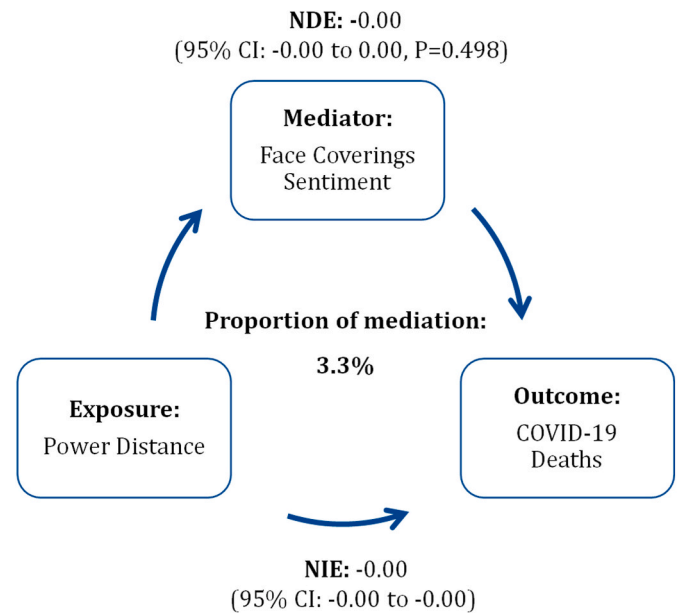 NDE: -0.00
(95% CI: -0.00 to 0.00, P=0.498)
Mediator:
Face Coverings
Sentiment
Proportion of mediation:
3.3%
Exposure:
Power Distance
Outcome:
COVID-19
Deaths
NIE: -0.00
(95% CI: -0.00 to -0.00)